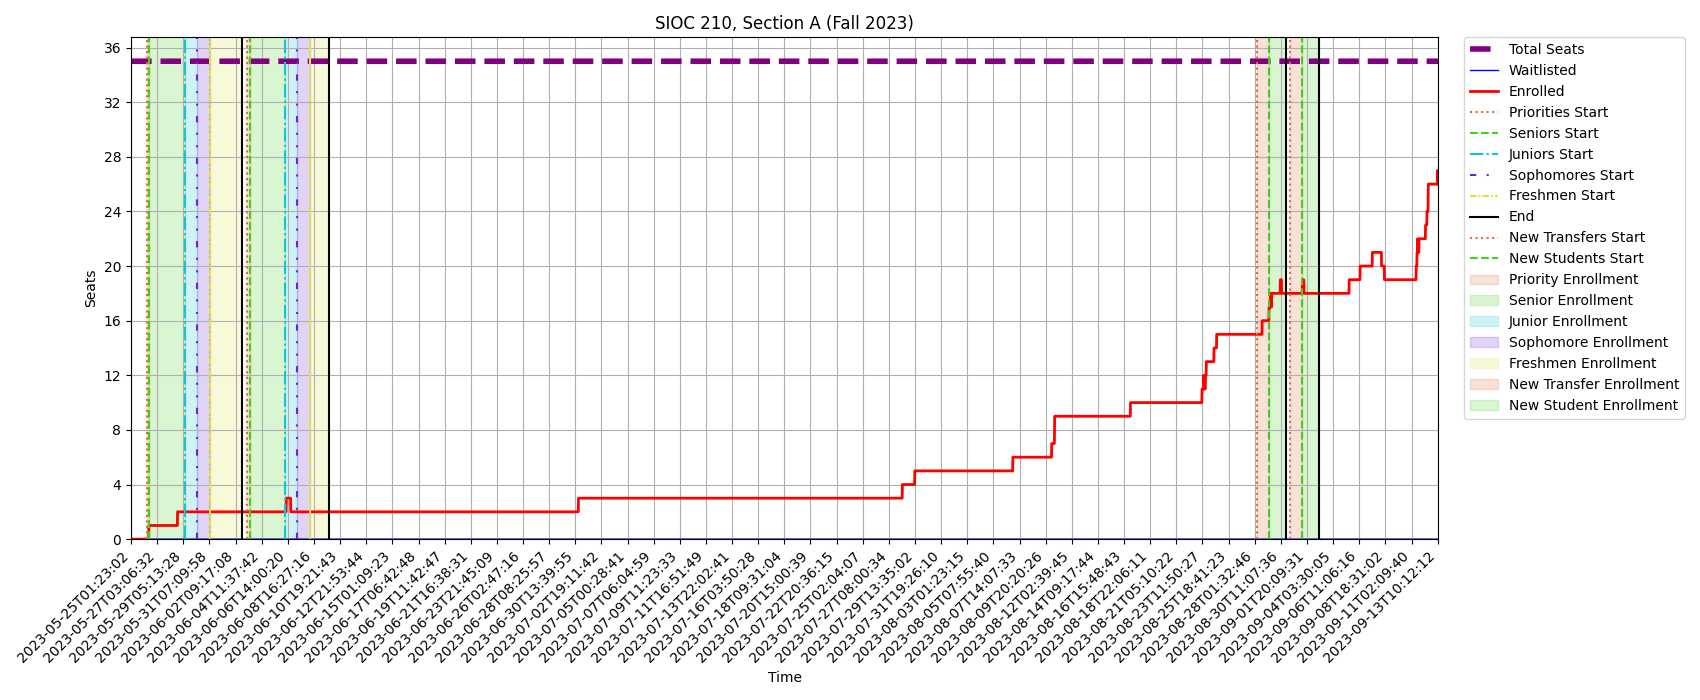 SIOC 210, Section A (Fall 2023)
Seats
36
32
28
24
20
16
12
8
4
0
2023-05-25T01:23:02
2023-05-27T03:06:32
2023-05-29T05:13:28
2023-05-31T07:09:58
2023-06-02T09:17:08
2023-06-04T11:37:42
2023-06-06T14:00:20
2023-06-08T16:27:16
2023-06-10T19:21:43
2023-06-12T21:53:44
2023-06-15T01:09:23
2023-06-17T06:42:48
2023-06-19T11:42:47
2023-06-21T16:38:31
2023-06-23T21:45:09
2023-06-26T02:47:16
2023-06-28T08:25:57
2023-06-30T13:39:55
2023-07-02T19:11:42
2023-07-05T00:28:41
2023-07-07T06:04:59
2023-07-09T11:23:33
2023-07-11T16:51:49
2023-07-13T22:02:41
2023-07-16T03:50:28
2023-07-18T09:31:04
2023-07-20T15:00:39
2023-07-22T20:36:15
2023-07-25T02:04:07
2023-07-27T08:00:34
2023-07-29T13:35:02
2023-07-31T19:26:10
2023-08-03T01:23:15
2023-08-05T07:55:40
2023-08-07T14:07:33
2023-08-09T20:20:26
2023-08-12T02:39:45
2023-08-14T09:17:44
2023-08-16T15:48:43
2023-08-18T22:06:11
2023-08-21T05:10:22
2023-08-23T11:50:27
2023-08-25T18:41:23
2023-08-28T01:32:46
2023-08-30T11:07:36
2023-09-01T20:09:31
2023-09-04T03:30:05
2023-09-06T11:06:16
2023-09-08T18:31:02
2023-09-11T02:09:40
2023-09-13T10:12:12
Time
Total Seats
Waitlisted
Enrolled
Priorities Start
Seniors Start
Juniors Start
Sophomores Start
Freshmen Start
End
New Transfers Start
New Students Start
Priority Enrollment
Senior Enrollment
Junior Enrollment
Sophomore Enrollment
Freshmen Enrollment
New Transfer Enrollment
New Student Enrollment